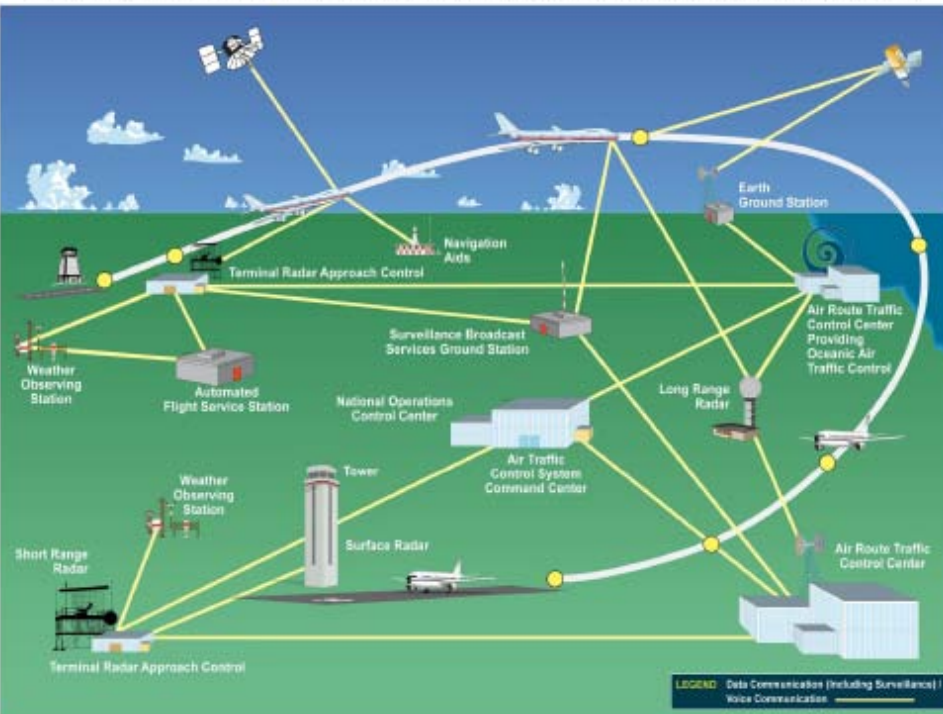 Earth
Ground Station
Navigation
Aids
Terminal Radar Approach Control
Surveillance Broadcast
Services Ground Station
Air Route Traffic
Control Center
Providing
Oceanic Air
Traffic Control
Weather
Observing
Station
Automated
Flight Service Station
National Operations
Control Center
Long Range
Radar
Air Traffic
Control System
Command Center
Tower
Weather
Observing
Station
Surface Radar
Short Range
Radar
Air Route Traffic
Control Center
Terminal Radar Approach Control
LEGEND Data Communication (Including Surveillance) /
Voice Communication